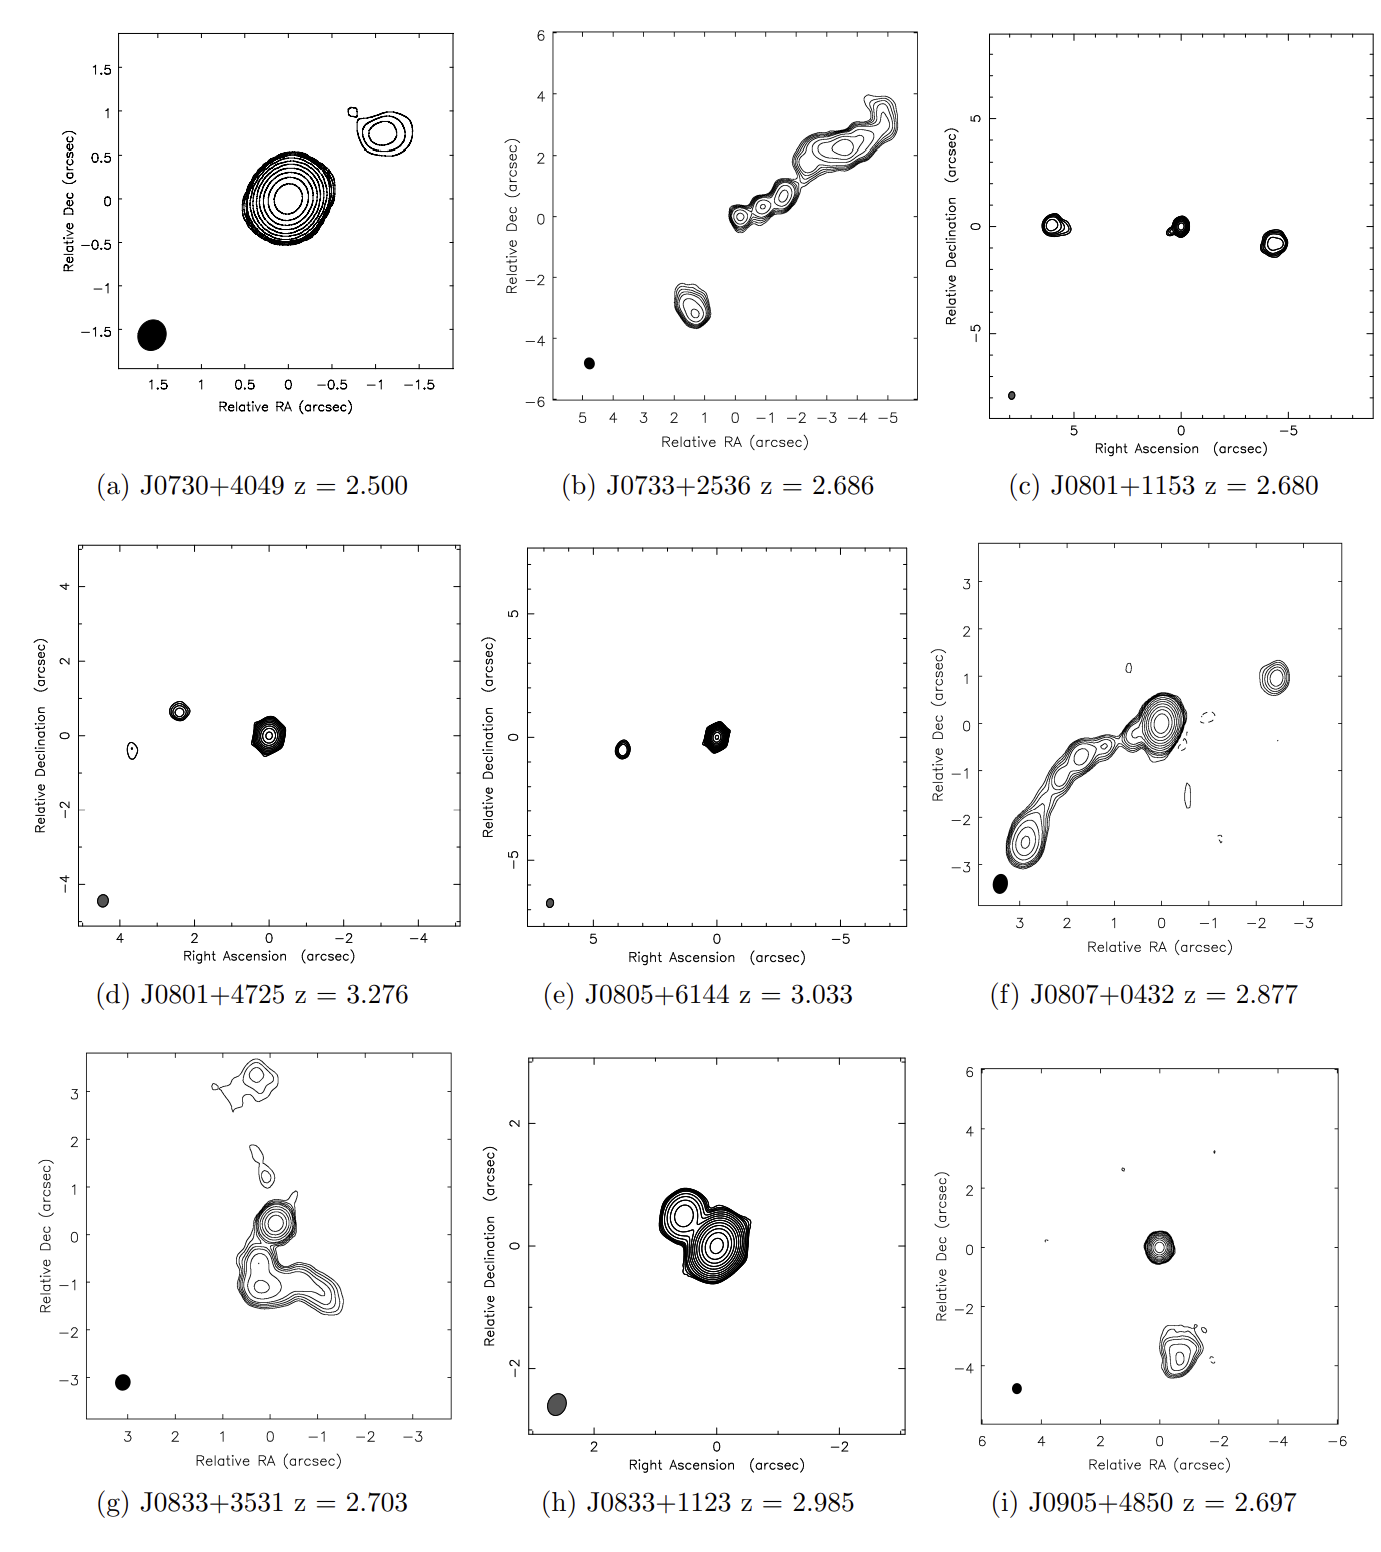 1.5
1
0.5
0
−0.5
−1
−1.5
Relative Dec (arcsec)
1.5 1 0.5 0 −0.5 −1 −1.5
Relative RA (arcsec)
(a) J0730+4049 z = 2.500
6
4
2
0
−2
−4
−6
Relative Dec (arcsec)
5 4 3 2 1 0 −1 −2 −3 −4 −5
Relative RA (arcsec)
(b) J0733+2536 z = 2.686
5
0
−5
Relative Declination (arcsec)
5 0 −5
Right Ascension (arcsec)
(c) J0801+1153 z = 2.680
4
2
0
−2
−4
Relative Declination (arcsec)
4 2 0 −2 −4
Right Ascension (arcsec)
(d) J0801+4725 z = 3.276
5
0
−5
Relative Declination (arcsec)
5 0 −5
Right Ascension (arcsec)
(e) J0805+6144 z = 3.033
3
2
1
0
−1
−2
−3
Relative Dec (arcsec)
3 2 1 0 −1 −2 −3
Relative RA (arcsec)
(f) J0807+0432 z = 2.877
3
2
1
0
−1
−2
−3
Relative Dec (arcsec)
3 2 1 0 −1 −2 −3
Relative RA (arcsec)
(g) J0833+3531 z = 2.703
2
0
−2
Relative Declination (arcsec)
2 0 −2
Right Ascension (arcsec)
(h) J0833+1123 z = 2.985
6
4
2
0
−2
−4
Relative Dec (arcsec)
6 4 2 0 −2 −4 −6
Relative RA (arcsec)
(i) J0905+4850 z = 2.697